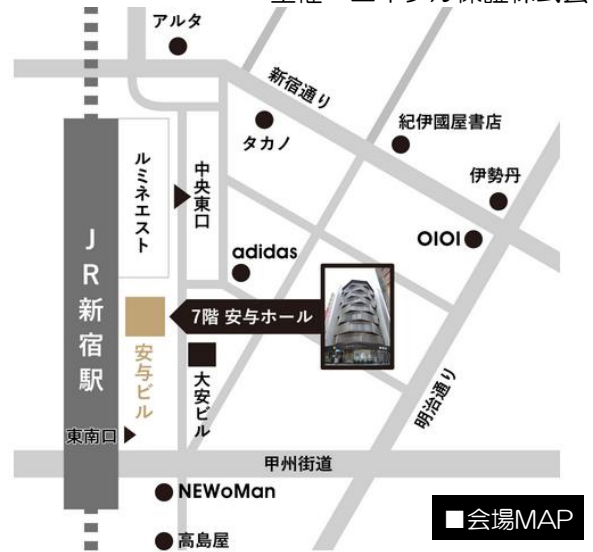 アルタ
新宿通り
タカノ
紀伊國屋書店
伊勢丹
ルミネエスト
中央東口
OIOI
adidas
JR新宿駅
7階 安与ホール
安与ビル
大安ビル
明治通り
東南口
甲州街道
NEWoMan
高島屋
■会場MAP